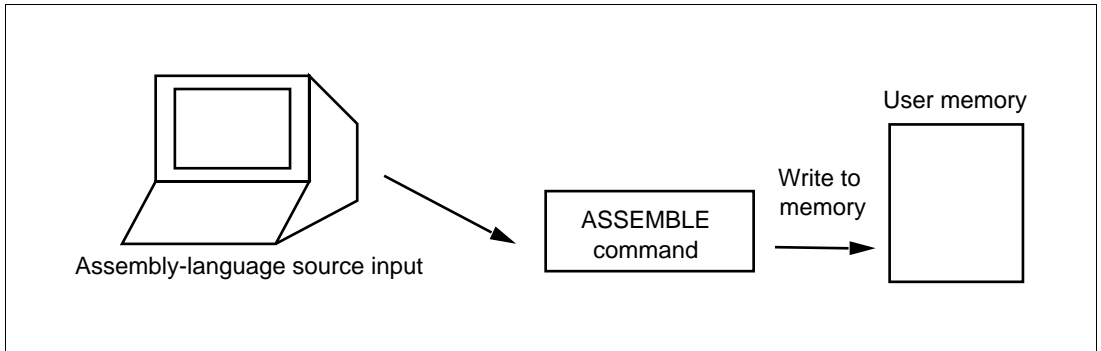 Assembly-language source input
ASSEMBLE
command
Write to
memory
User memory